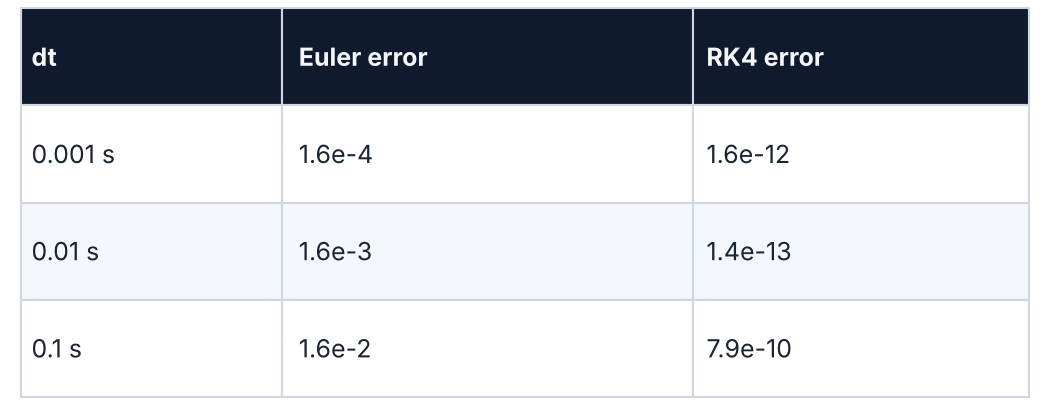 dt Euler error RK4 error
0.001 s 1.6e-4 1.6e-12
0.01 s 1.6e-3 1.4e-13
0.1 s 1.6e-2 7.9e-10